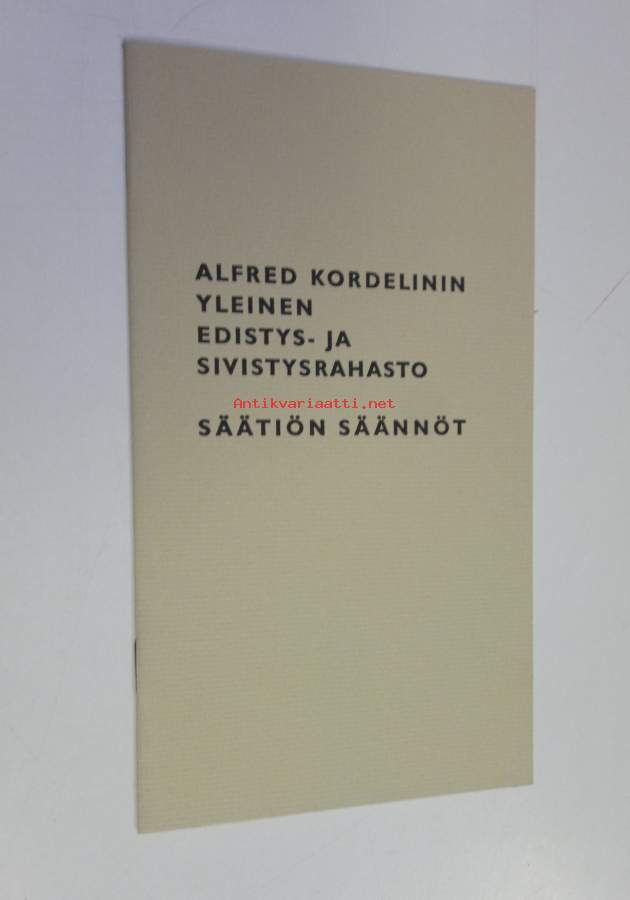 ALFRED KORDELININ
YLEINEN
EDISTYS- JA
SIVISTYSRAHASTO
Antikvariaatti.net
SÄÄTIÖN SÄÄNNÖT